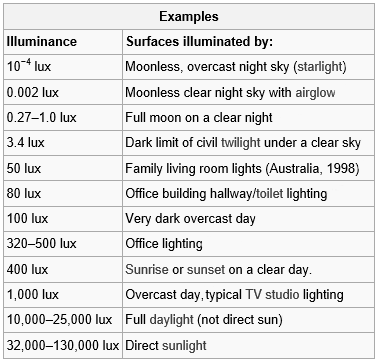 Examples
Illuminance Surfaces illuminated by:
10⁻⁴ lux Moonless, overcast night sky (starlight)
0.002 lux Moonless clear night sky with airglow
0.27–1.0 lux Full moon on a clear night
3.4 lux Dark limit of civil twilight under a clear sky
50 lux Family living room lights (Australia, 1998)
80 lux Office building hallway/toilet lighting
100 lux Very dark overcast day
320–500 lux Office lighting
400 lux Sunrise or sunset on a clear day.
1,000 lux Overcast day, typical TV studio lighting
10,000–25,000 lux Full daylight (not direct sun)
32,000–130,000 lux Direct sunlight